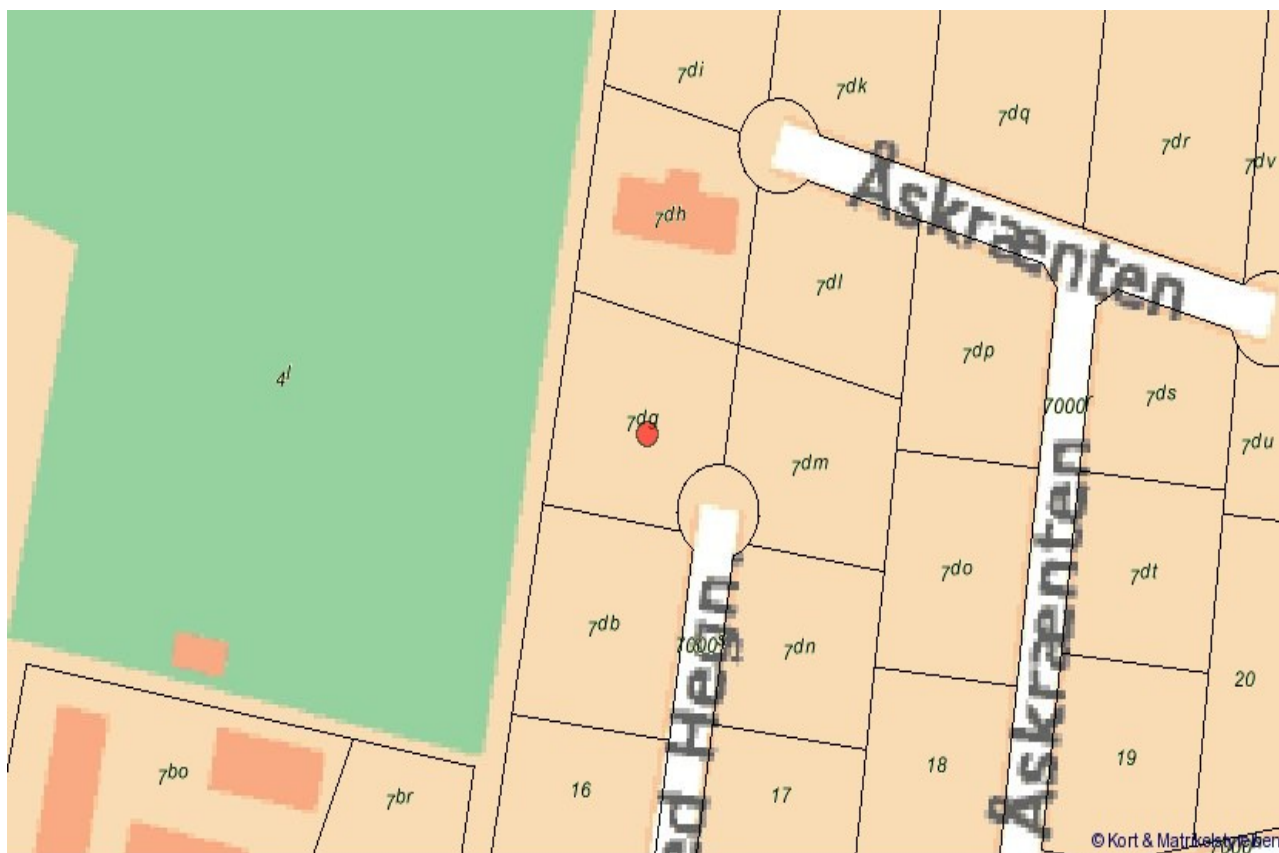 7di
7dk
7dq
7dr
7dv
Åskrænten
7dh
7dl
4l
7dp
7000r
7ds
7dg
7du
7dm
Åskrænten
7do
7dt
7db
7dn
ed Hegn
20
7bo
7br
16
17
18
19
© Kort & Matrikelstyrelsen